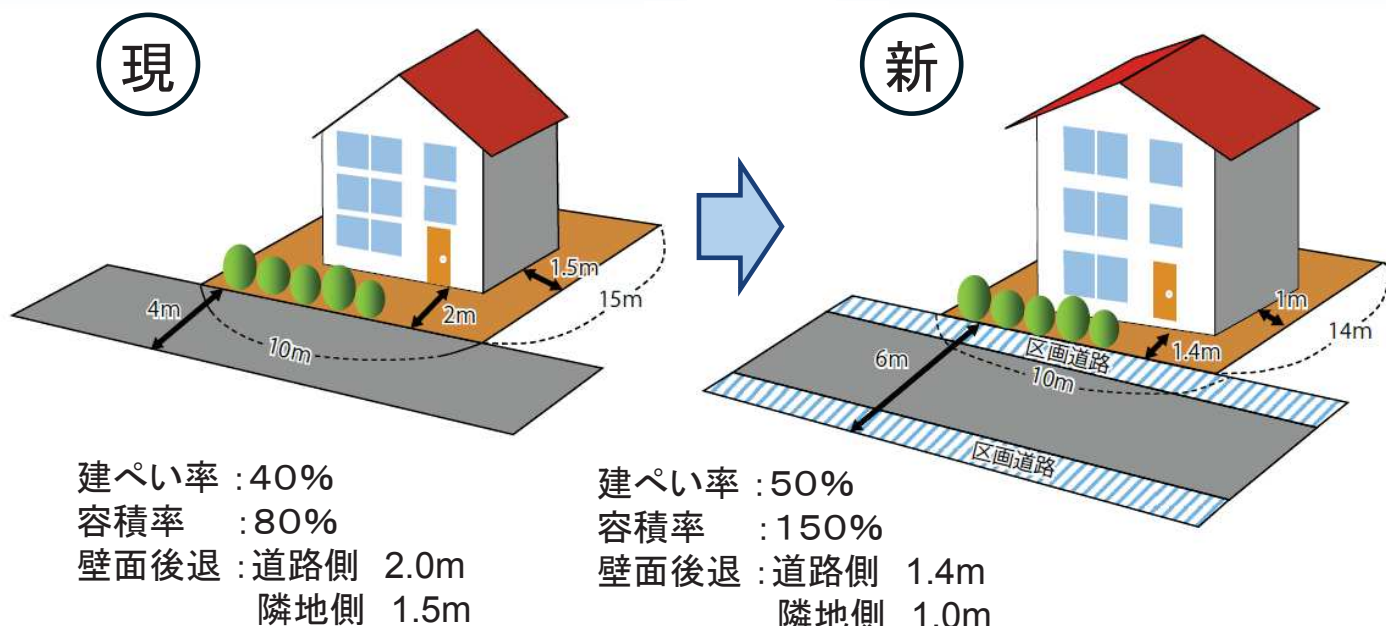 現
4m
10m
2m
1.5m
15m
建ぺい率 :40%
容積率 :80%
壁面後退 :道路側 2.0m
隣地側 1.5m
新
6m
区画道路
10m
1.4m
1m
14m
区画道路
建ぺい率 :50%
容積率 :150%
壁面後退 :道路側 1.4m
隣地側 1.0m